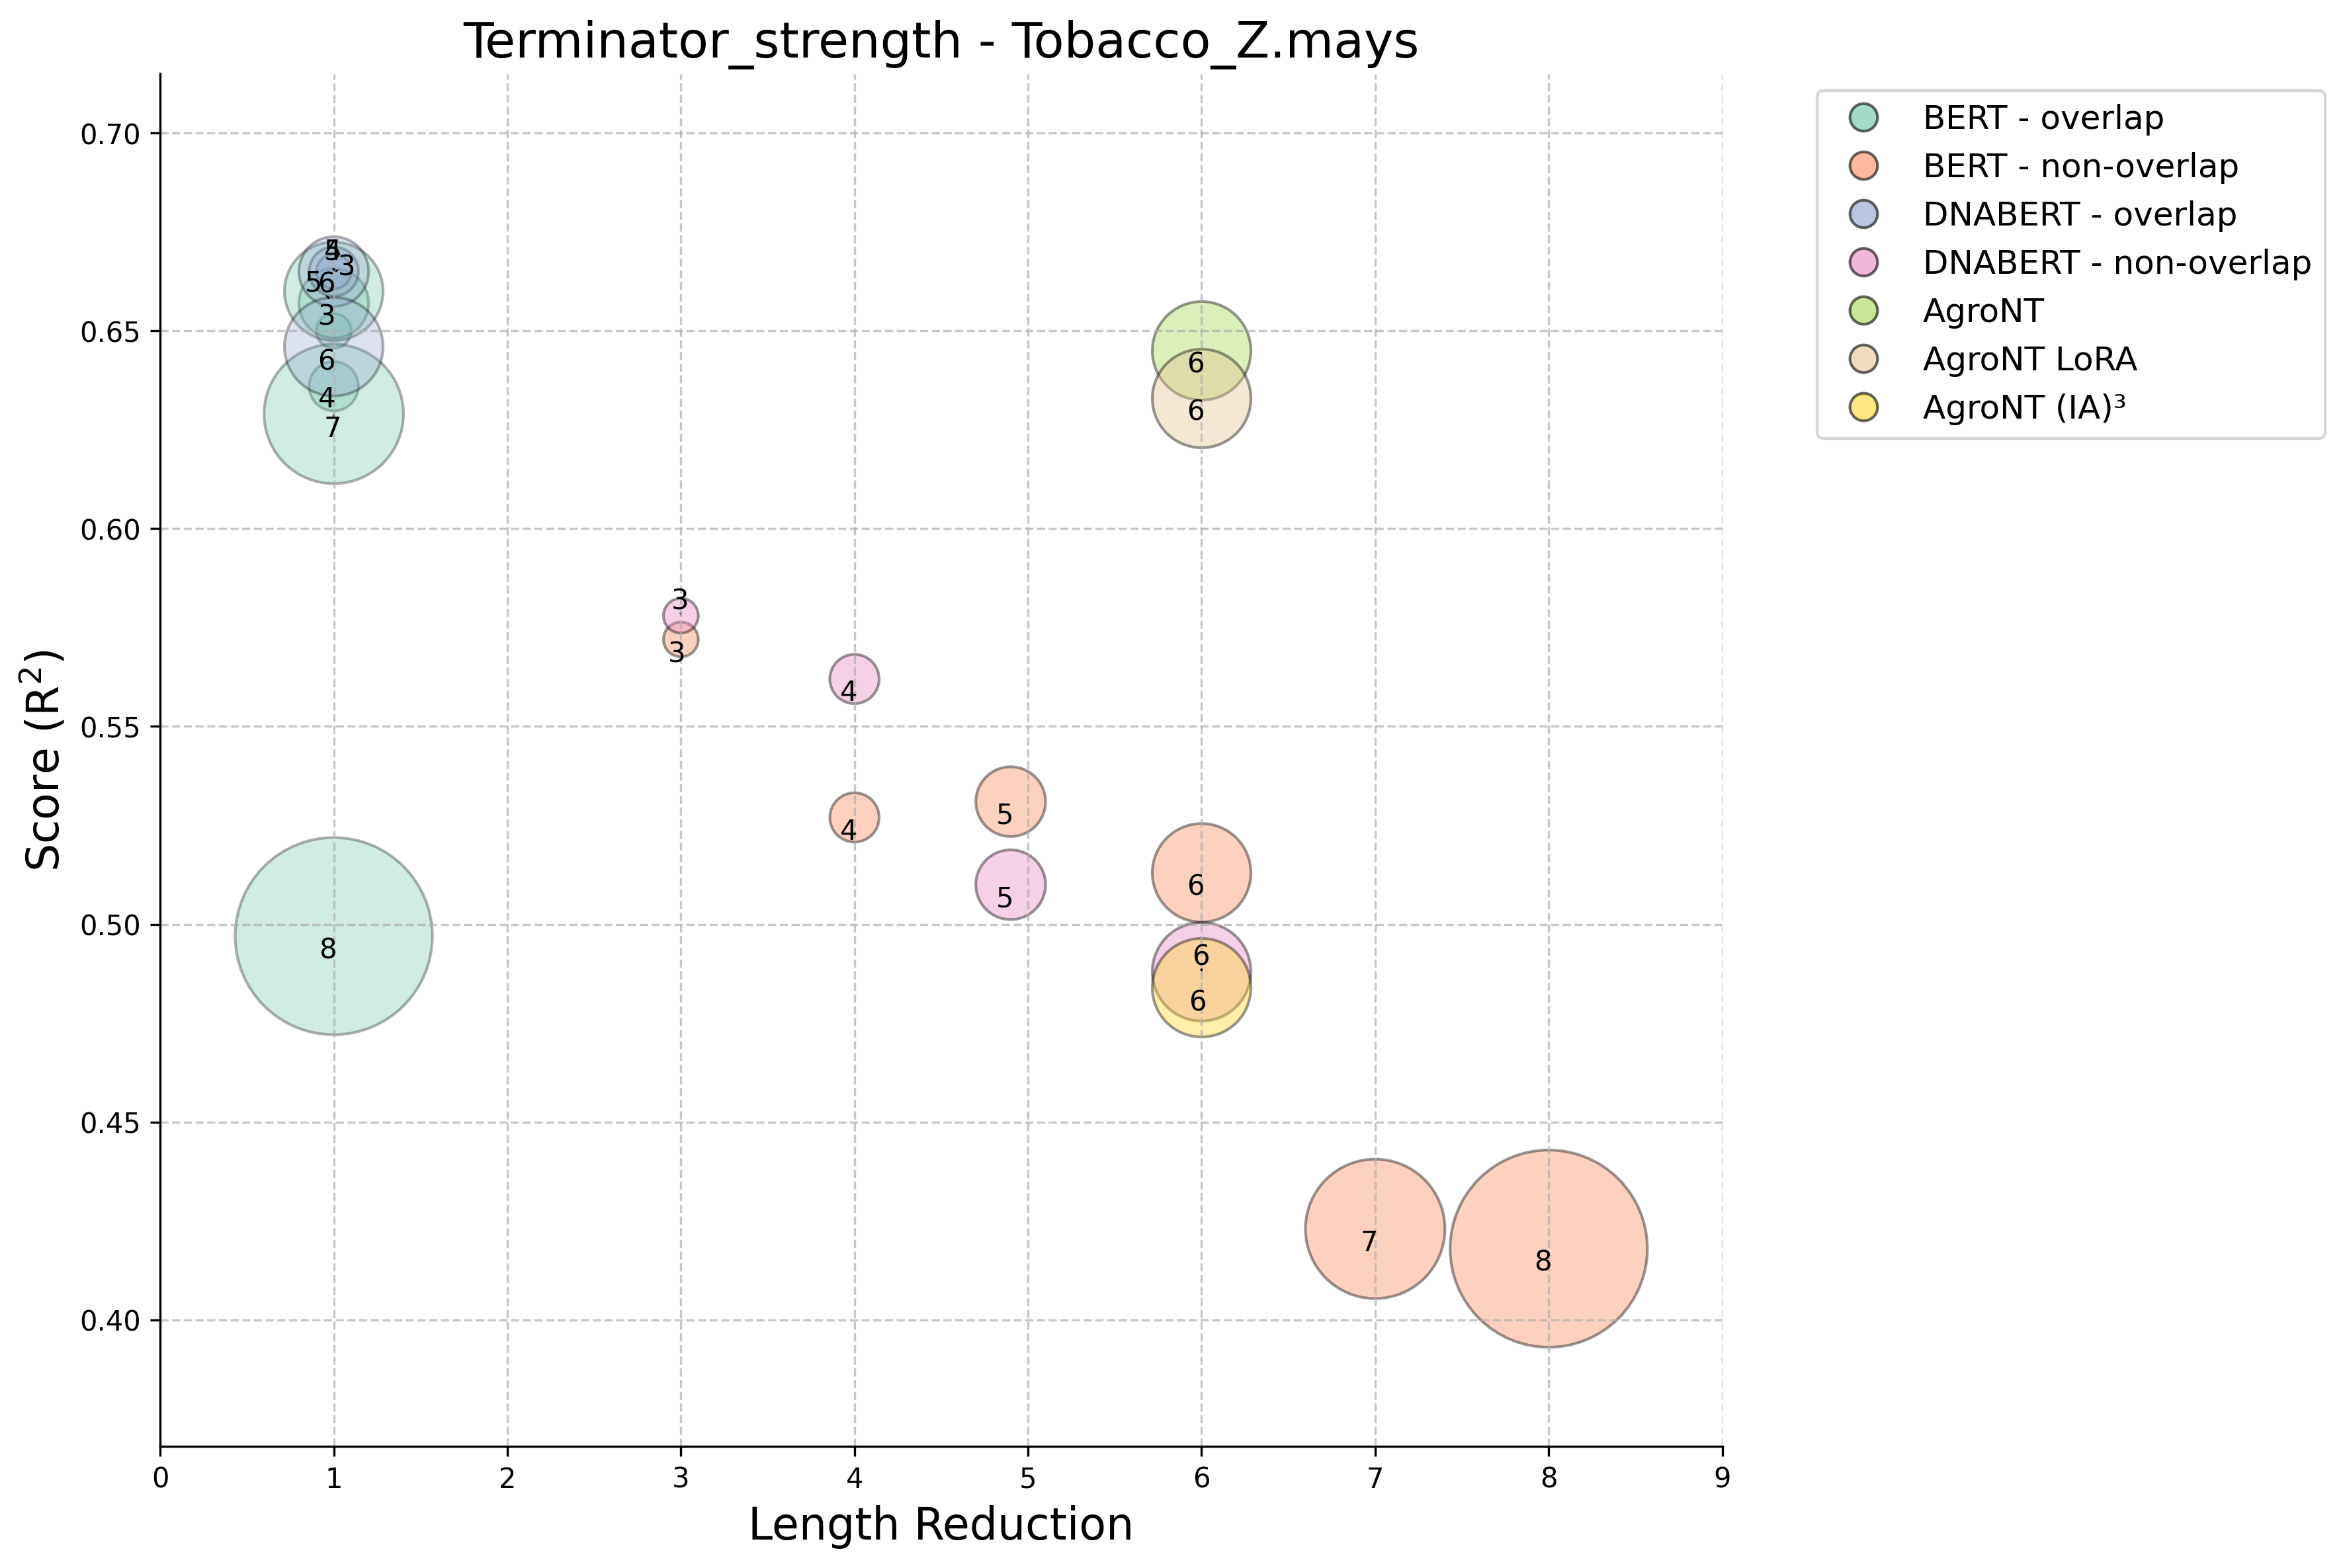 Terminator_strength - Tobacco_Z.mays
BERT - overlap
BERT - non-overlap
DNABERT - overlap
DNABERT - non-overlap
AgroNT
AgroNT LoRA
AgroNT (IA)³
Score (R²)
0.70
0.65
0.60
0.55
0.50
0.45
0.40
3
5
6
3
6
4
7
6
6
3
3
4
4
5
5
6
8
6
6
7
8
0 1 2 3 4 5 6 7 8 9
Length Reduction